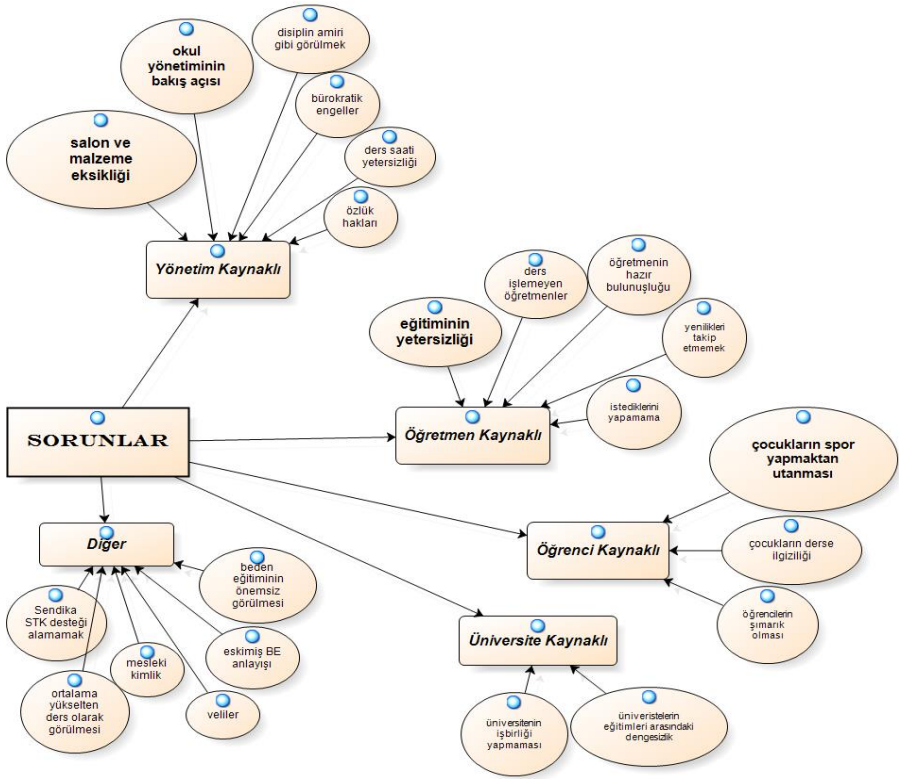 disiplin amiri
gibi görülmek
okul
yönetiminin
bakış açısı
bürokratik
engeller
salon ve
malzeme
eksikliği
ders saati
yetersizliği
özlük
hakları
Yönetim Kaynaklı
ders
işlemeyen
öğretmenler
öğretmenin
hazır
bulunuşluğu
eğitiminin
yetersizliği
yenilikleri
takip
etmemek
istediklerini
yapamama
Öğretmen Kaynaklı
SORUNLAR
çocukların spor
yapmaktan
utanması
Öğrenci Kaynaklı
çocukların derse
ilgiziliği
öğrencilerin
şımarık
olması
Diğer
beden
eğitiminin
önemsiz
görülmesi
Sendika
STK desteği
alamamak
eskimiş BE
anlayışı
mesleki
kimlik
ortalama
yükselten
ders olarak
görülmesi
veliler
Üniversite Kaynaklı
üniversitenin
işbirliği
yapmaması
üniveristelerin
eğitimleri arasındaki
dengesizlik